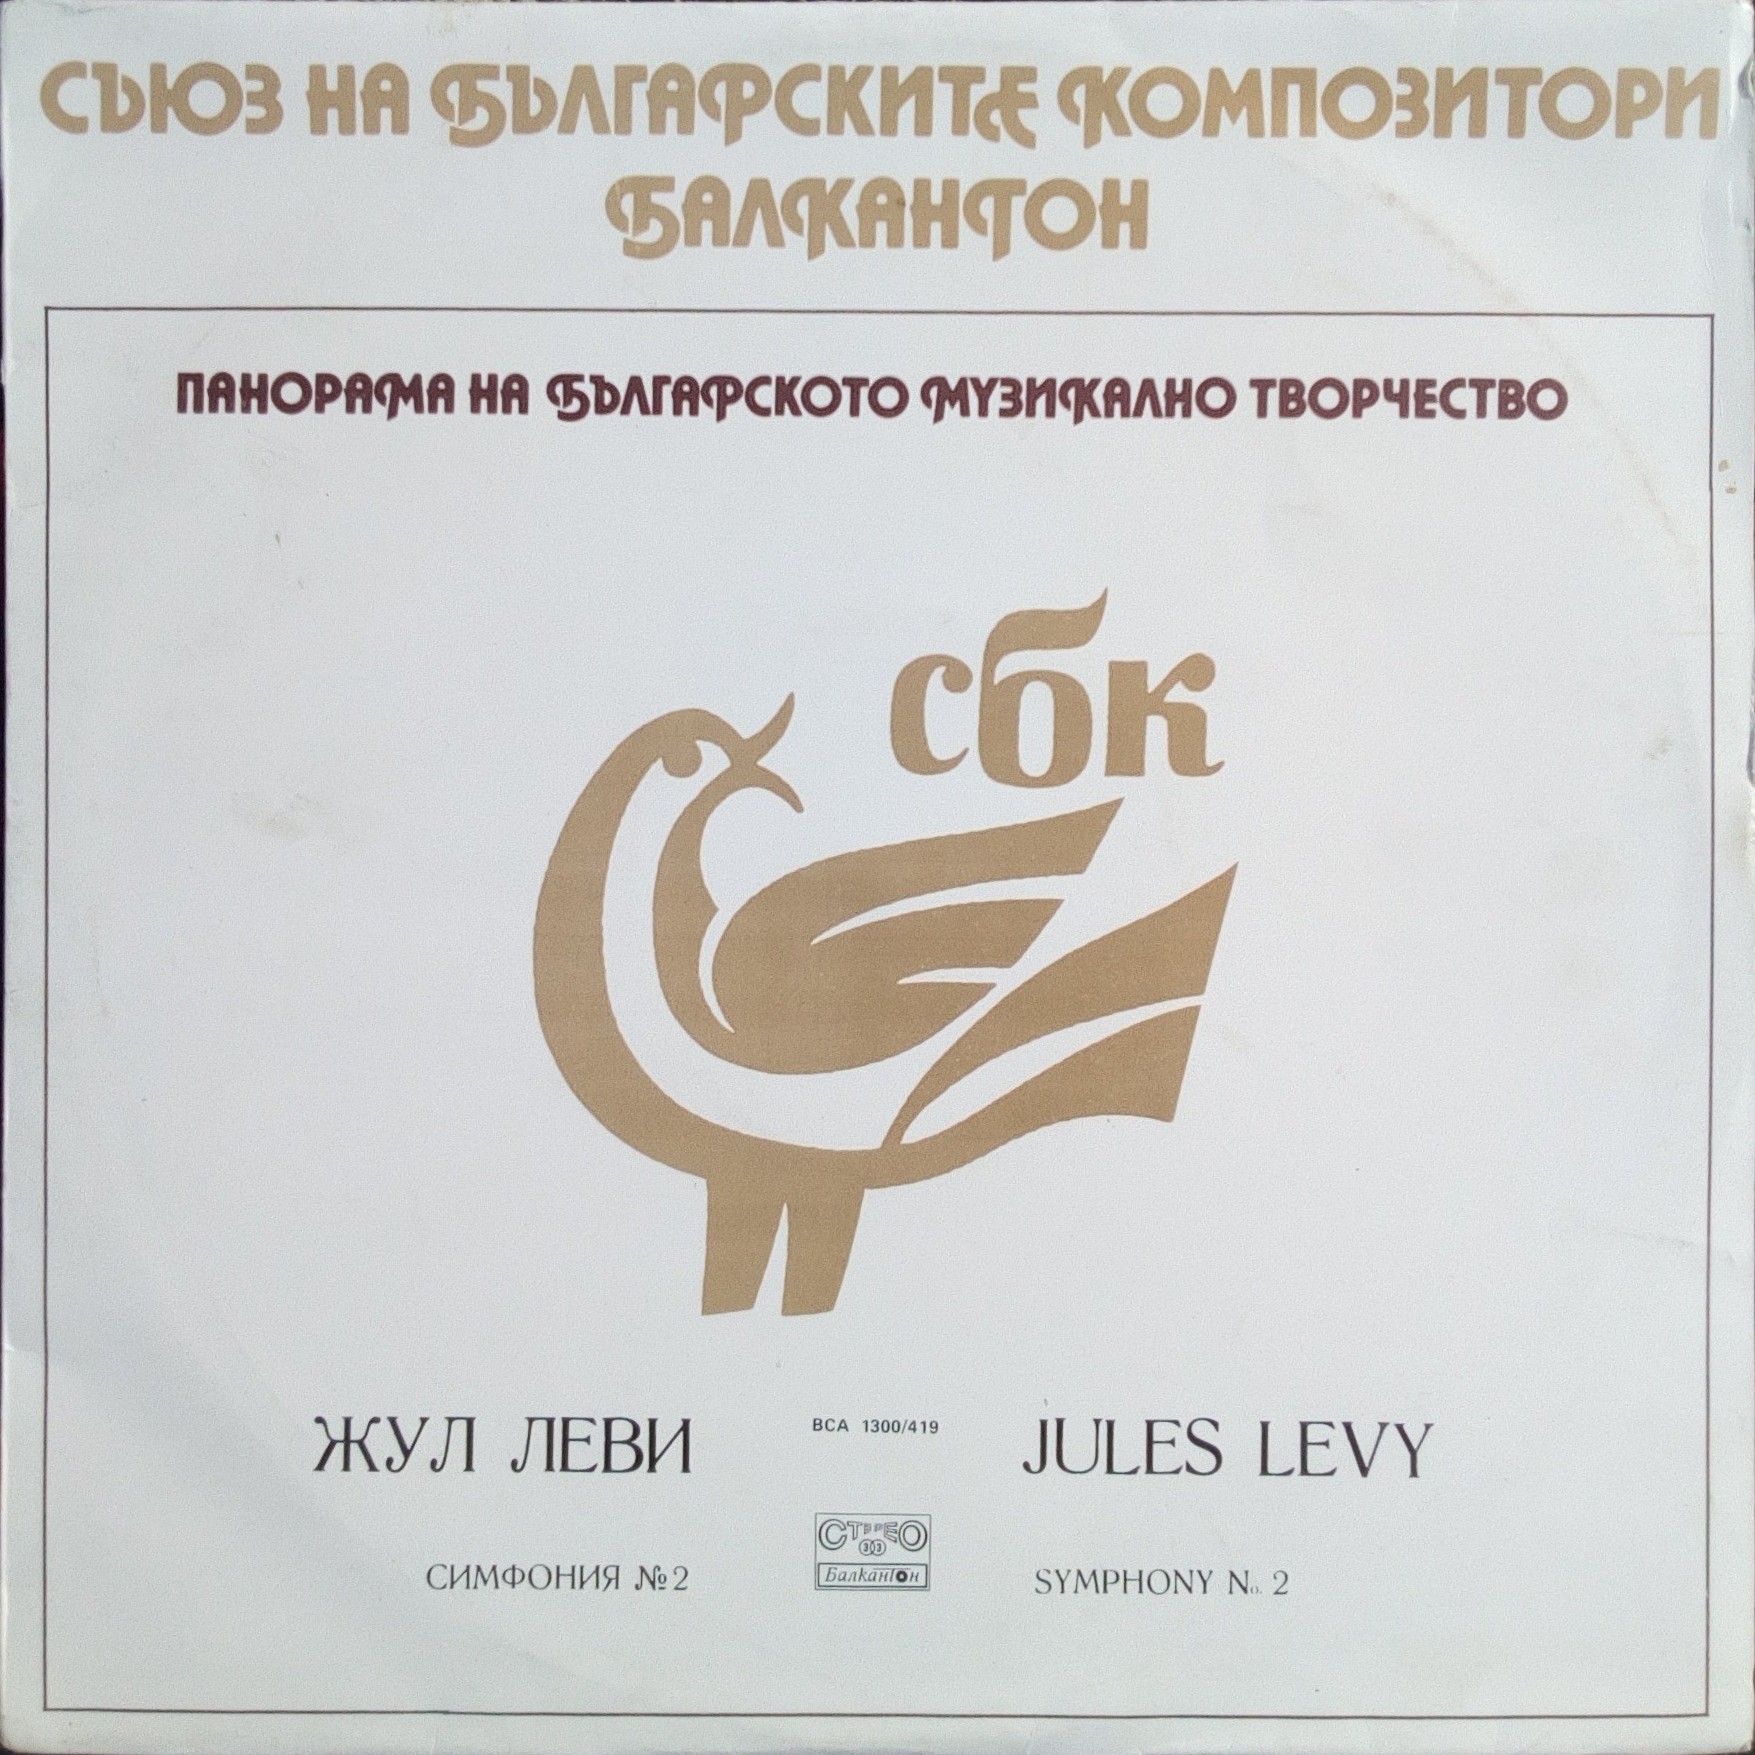 СЪЮЗ НА БЪЛГАРСКИТЕ КОМПОЗИТОРИ
БАЛКАНТОН
ПАНОРАМА НА БЪЛГАРСКОТО МУЗИКАЛНО ТВОРЧЕСТВО
сбк
ЖУЛ ЛЕВИ
ВСА 1300/419
JULES LEVY
СТЕРЕО
33
Балкантон
СИМФОНИЯ №2
SYMPHONY No. 2